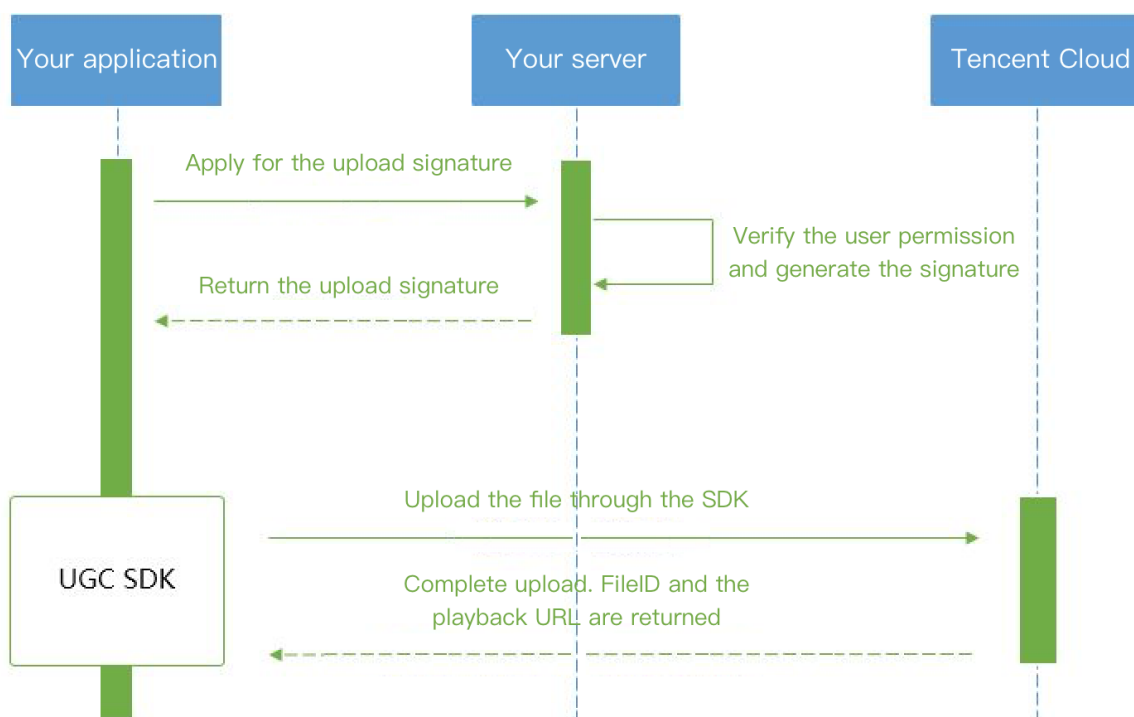 Your application
Your server
Tencent Cloud
Apply for the upload signature
Verify the user permission
and generate the signature
Return the upload signature
Upload the file through the SDK
UGC SDK
Complete upload. FileID and the
playback URL are returned